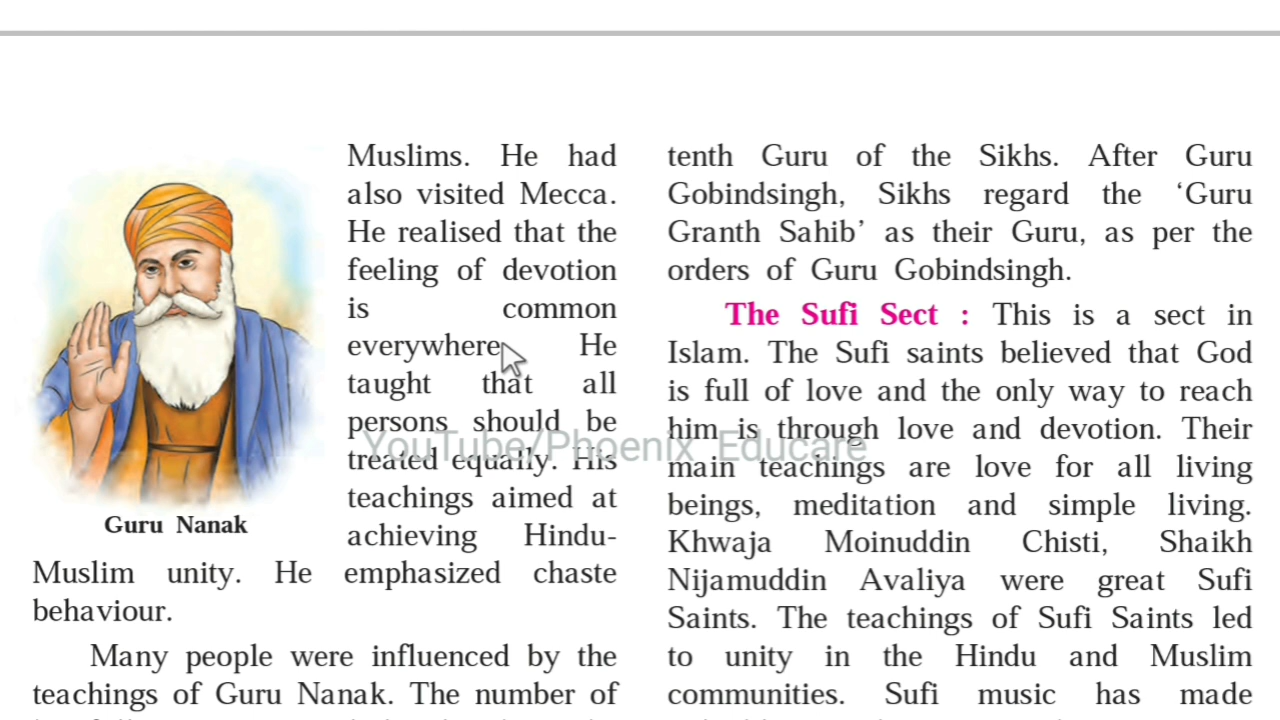 Muslims. He had
also visited Mecca.
He realised that the
feeling of devotion
is common
everywhere. He
taught that all
persons should be
treated equally. His
teachings aimed at
achieving Hindu-
Guru Nanak
Muslim unity. He emphasized chaste
behaviour.
Many people were influenced by the
teachings of Guru Nanak. The number of
tenth Guru of the Sikhs. After Guru
Gobindsingh, Sikhs regard the ‘Guru
Granth Sahib’ as their Guru, as per the
orders of Guru Gobindsingh.
The Sufi Sect : This is a sect in
Islam. The Sufi saints believed that God
is full of love and the only way to reach
him is through love and devotion. Their
main teachings are love for all living
beings, meditation and simple living.
Khwaja Moinuddin Chisti, Shaikh
Nijamuddin Avaliya were great Sufi
Saints. The teachings of Sufi Saints led
to unity in the Hindu and Muslim
communities. Sufi music has made
YouTube/Phoenix Educare